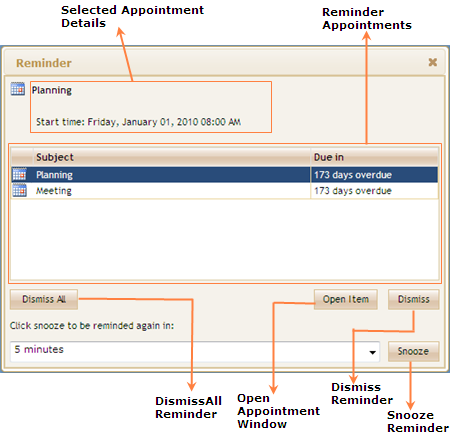 Selected Appointment
Details
Reminder
Appointments
Reminder
Planning
Start time: Friday, January 01, 2010 08:00 AM
Subject Due in
Planning 173 days overdue
Meeting 173 days overdue
Dismiss All Open Item Dismiss
Click snooze to be reminded again in:
5 minutes Snooze
DismissAll
Reminder
Open
Appointment
Window
Dismiss
Reminder
Snooze
Reminder